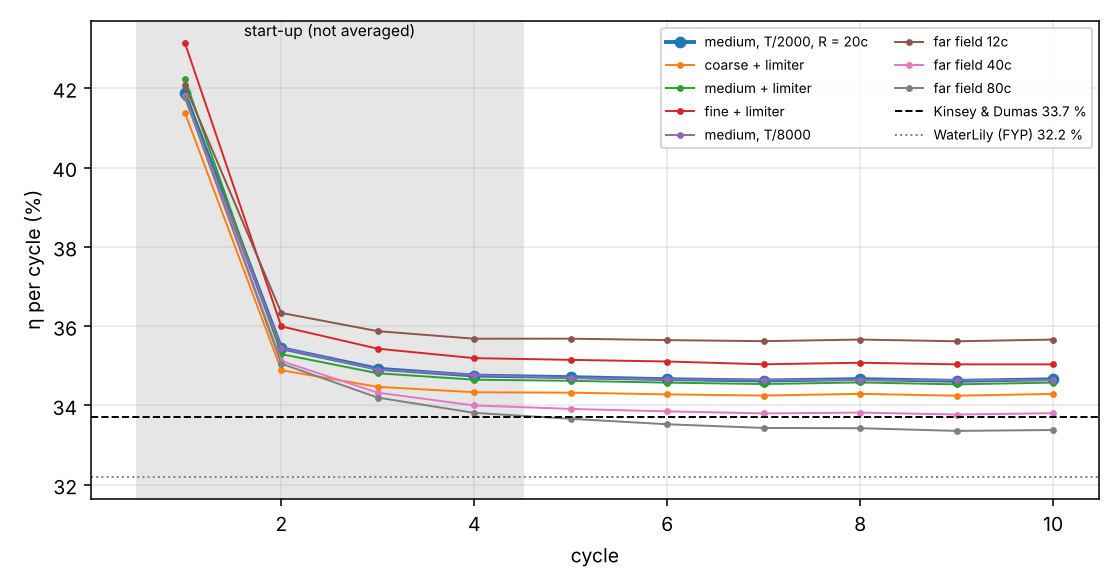 start-up (not averaged)
medium, T/2000, R = 20c
coarse + limiter
medium + limiter
fine + limiter
medium, T/8000
far field 12c
far field 40c
far field 80c
Kinsey & Dumas 33.7 %
WaterLily (FYP) 32.2 %
η per cycle (%)
42
40
38
36
34
32
2
4
6
8
10
cycle